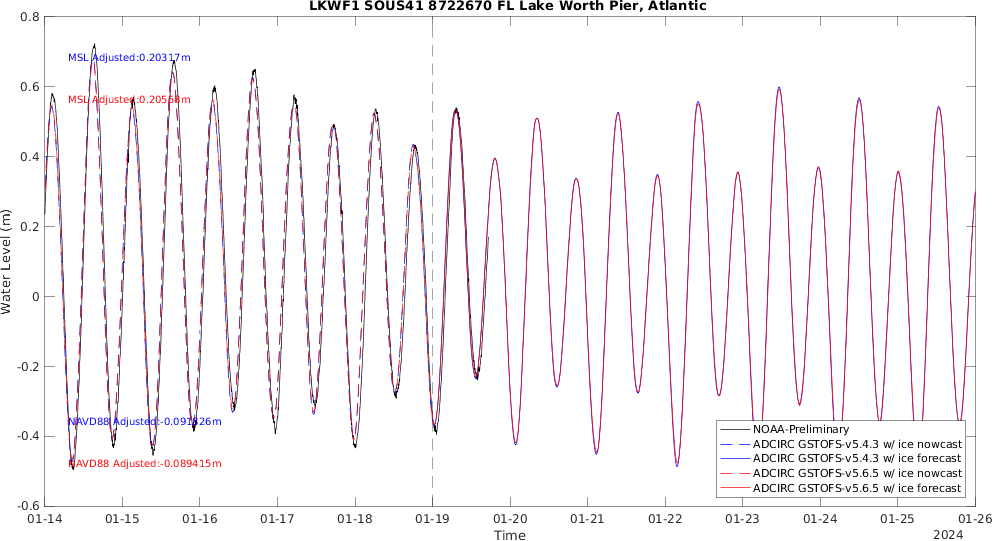 LKWF1 SOUS41 8722670 FL Lake Worth Pier, Atlantic
0.8
0.6
0.4
0.2
0
-0.2
-0.4
-0.6
Water Level (m)
MSL Adjusted:0.20317m
MSL Adjusted:0.20558m
NAVD88 Adjusted:-0.091826m
NAVD88 Adjusted:-0.089415m
NOAA-Preliminary
ADCIRC GSTOFS-v5.4.3 w/ ice nowcast
ADCIRC GSTOFS-v5.4.3 w/ ice forecast
ADCIRC GSTOFS-v5.6.5 w/ ice nowcast
ADCIRC GSTOFS-v5.6.5 w/ ice forecast
01-14 01-15 01-16 01-17 01-18 01-19 01-20 01-21 01-22 01-23 01-24 01-25 01-26
Time
2024